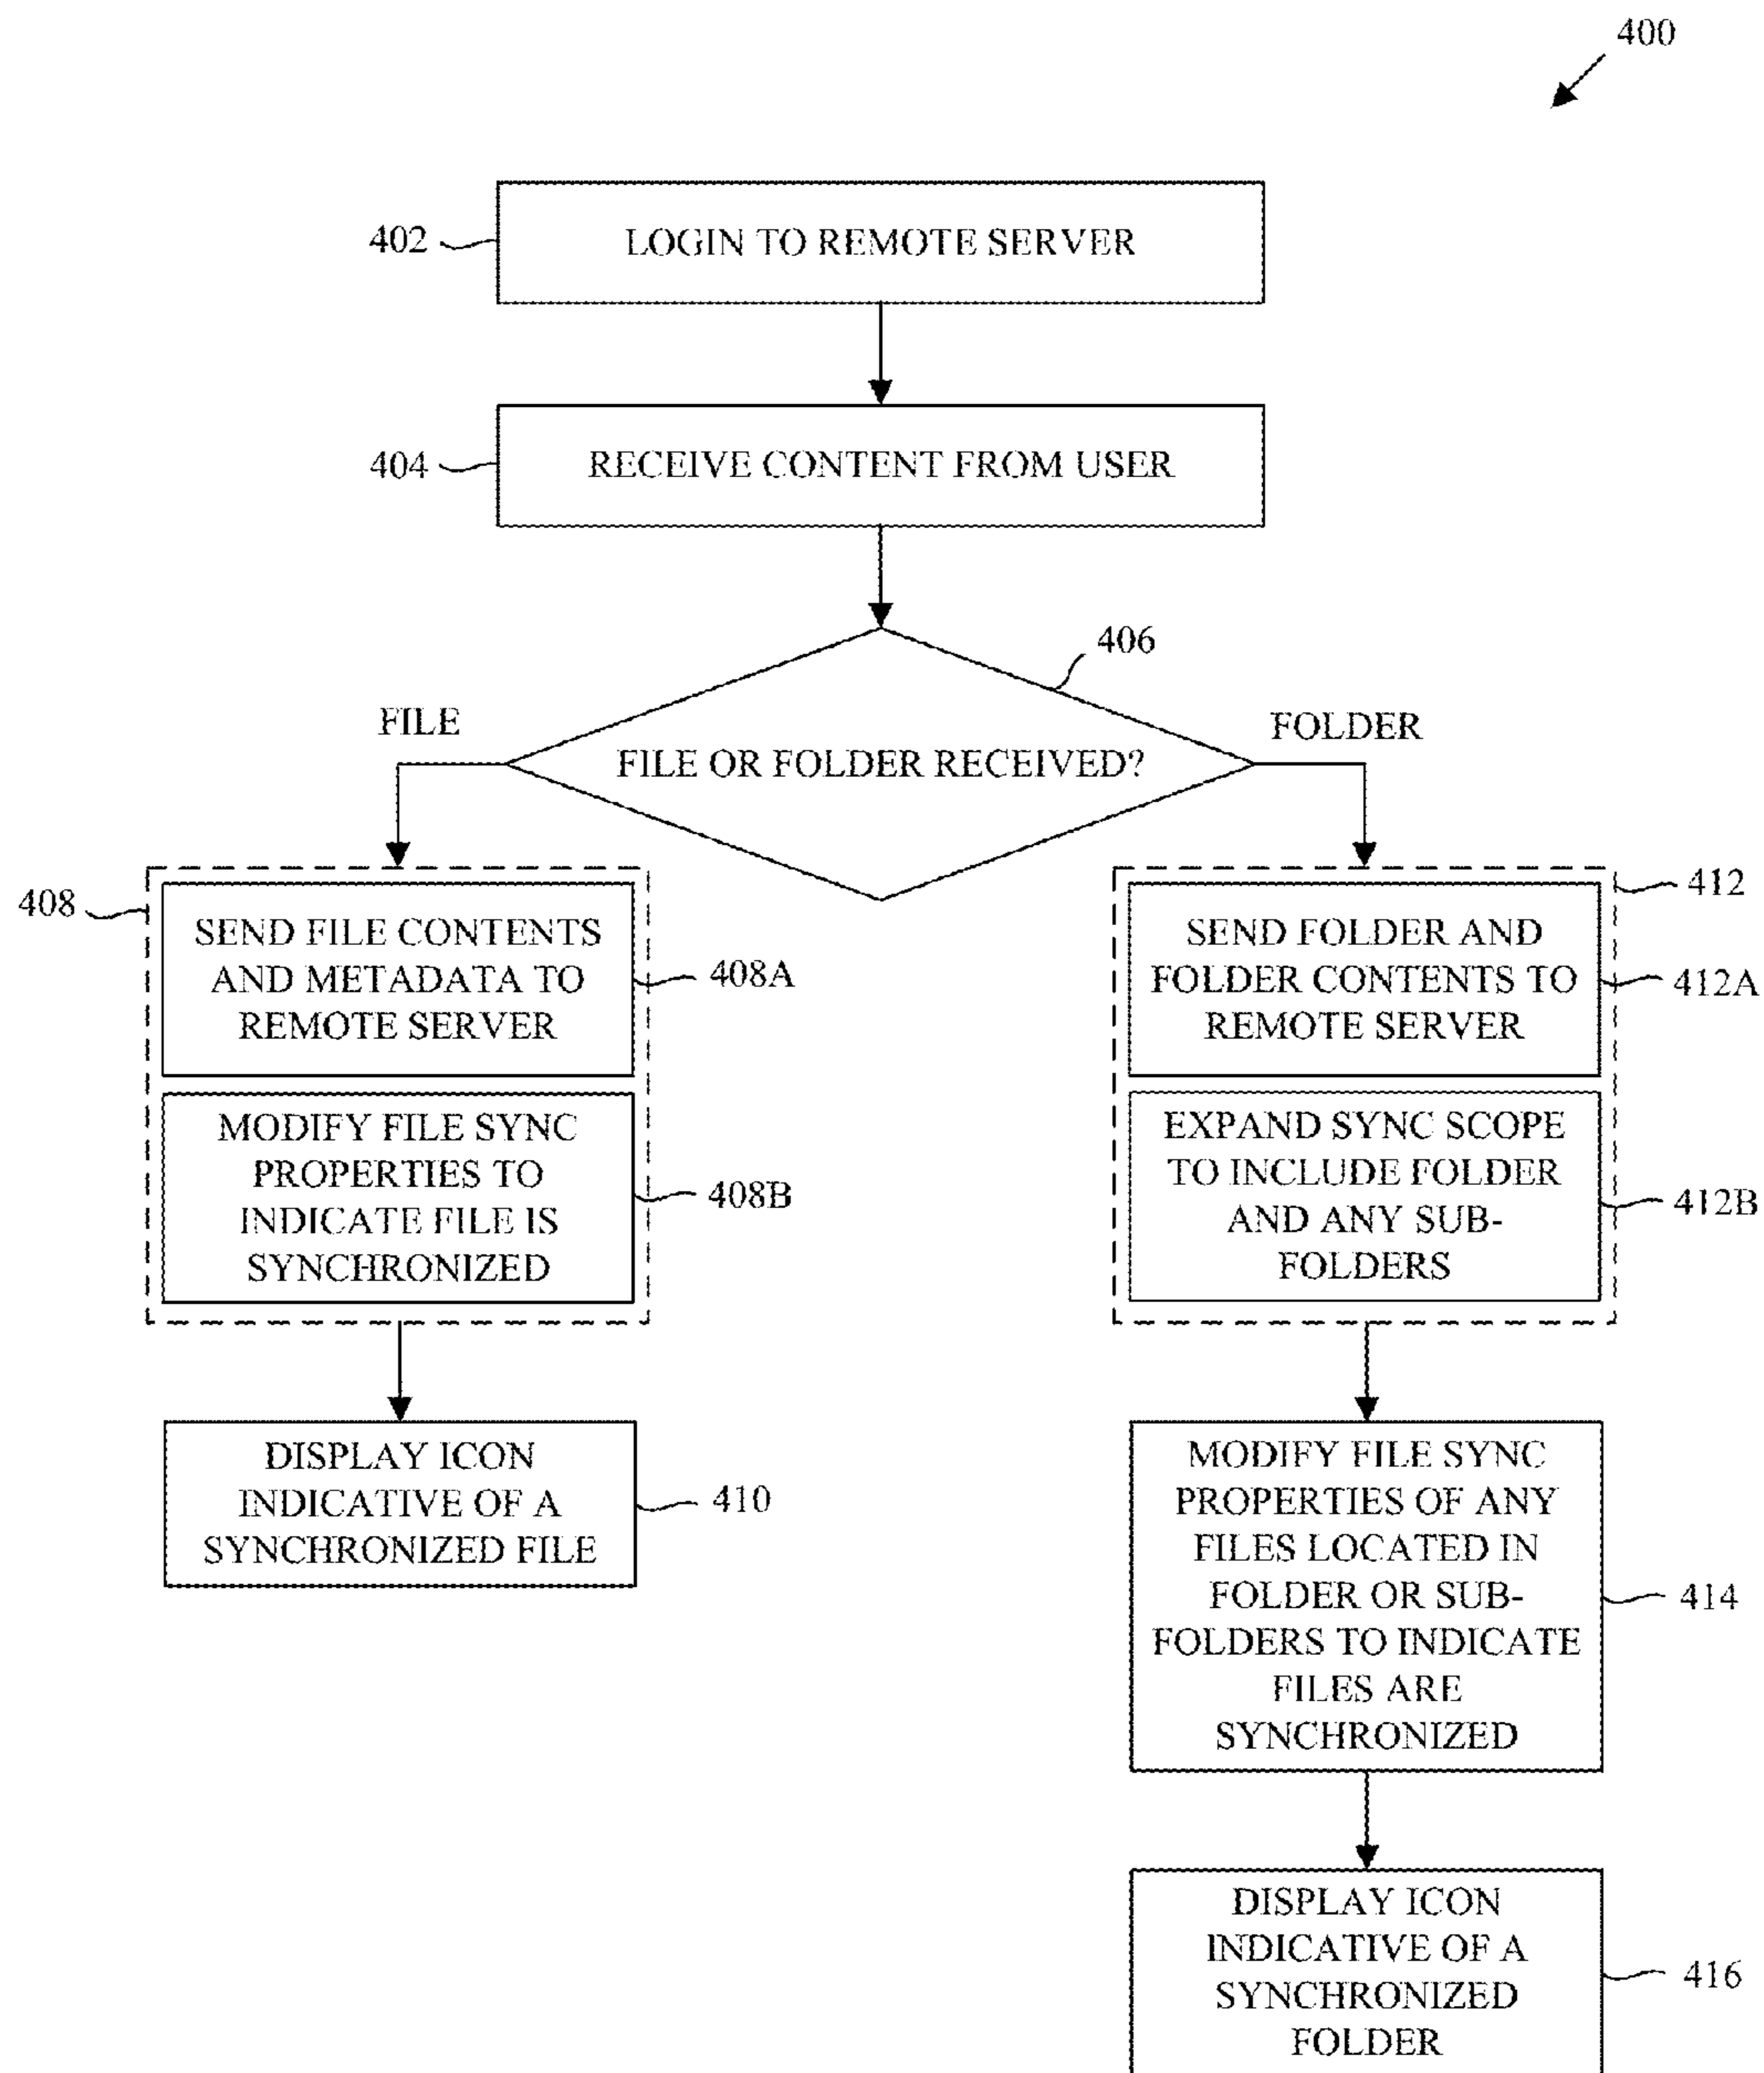 400
402
LOGIN TO REMOTE SERVER
404
RECEIVE CONTENT FROM USER
406
FILE
FOLDER
FILE OR FOLDER RECEIVED?
408
SEND FILE CONTENTS
AND METADATA TO
REMOTE SERVER
408A
MODIFY FILE SYNC
PROPERTIES TO
INDICATE FILE IS
SYNCHRONIZED
408B
DISPLAY ICON
INDICATIVE OF A
SYNCHRONIZED FILE
410
412
SEND FOLDER AND
FOLDER CONTENTS TO
REMOTE SERVER
412A
EXPAND SYNC SCOPE
TO INCLUDE FOLDER
AND ANY SUB-
FOLDERS
412B
MODIFY FILE SYNC
PROPERTIES OF ANY
FILES LOCATED IN
FOLDER OR SUB-
FOLDERS TO INDICATE
FILES ARE
SYNCHRONIZED
414
DISPLAY ICON
INDICATIVE OF A
SYNCHRONIZED
FOLDER
416